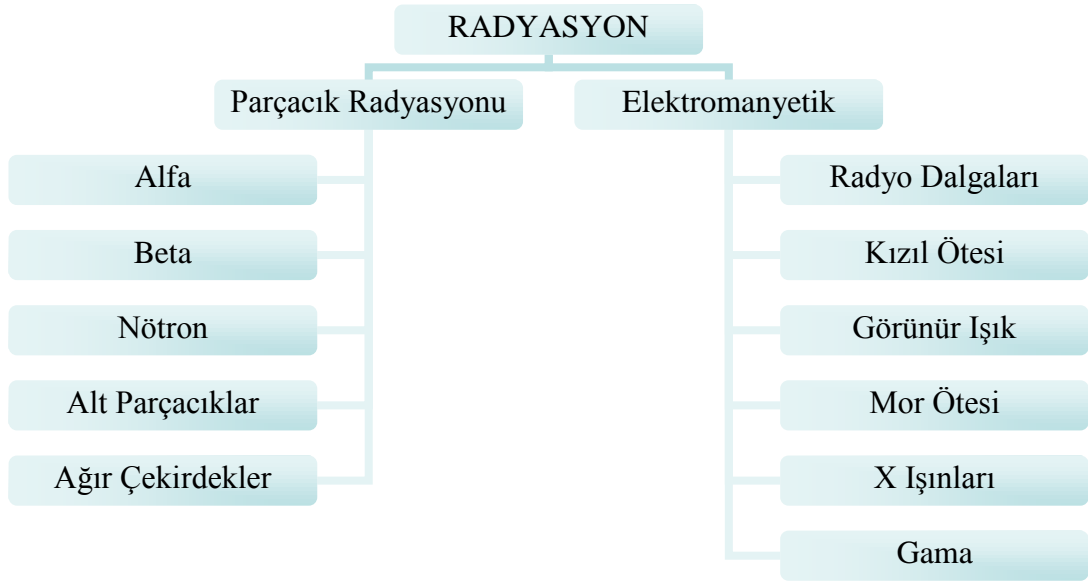 RADYASYON
Parçacık Radyasyonu
Elektromanyetik
Alfa
Beta
Nötron
Alt Parçacıklar
Ağır Çekirdekler
Radyo Dalgaları
Kızıl Ötesi
Görünür Işık
Mor Ötesi
X Işınları
Gama